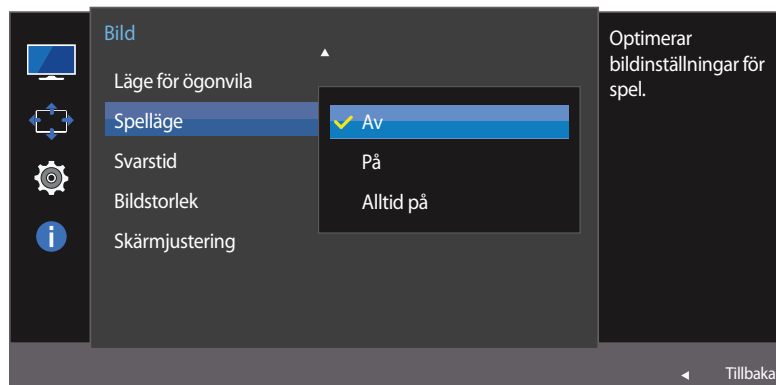 Bild
Läge för ögonvila
Spelläge
Svarstid
Bildstorlek
Skärmjustering
Av
På
Alltid på
Optimerar
bildinställningar för
spel.
Tillbaka